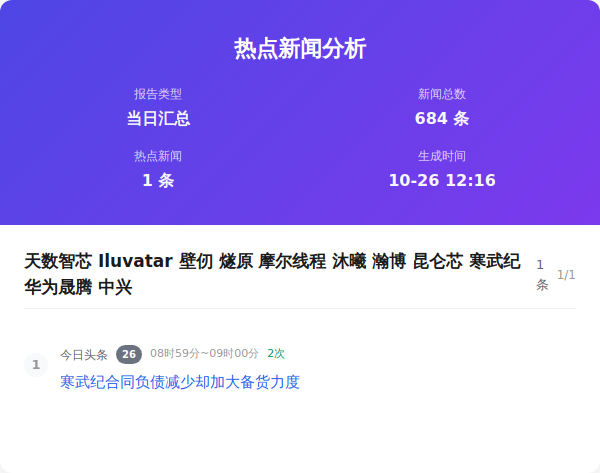 热点新闻分析
报告类型
新闻总数
当日汇总
684 条
热点新闻
生成时间
1 条
10-26 12:16
天数智芯 Iluvatar 壁仞 燧原 摩尔线程 沐曦 瀚博 昆仑芯 寒武纪
华为晟腾 中兴
1
条
1/1
1
今日头条 26 08时59分~09时00分 2次
寒武纪合同负债减少却加大备货力度